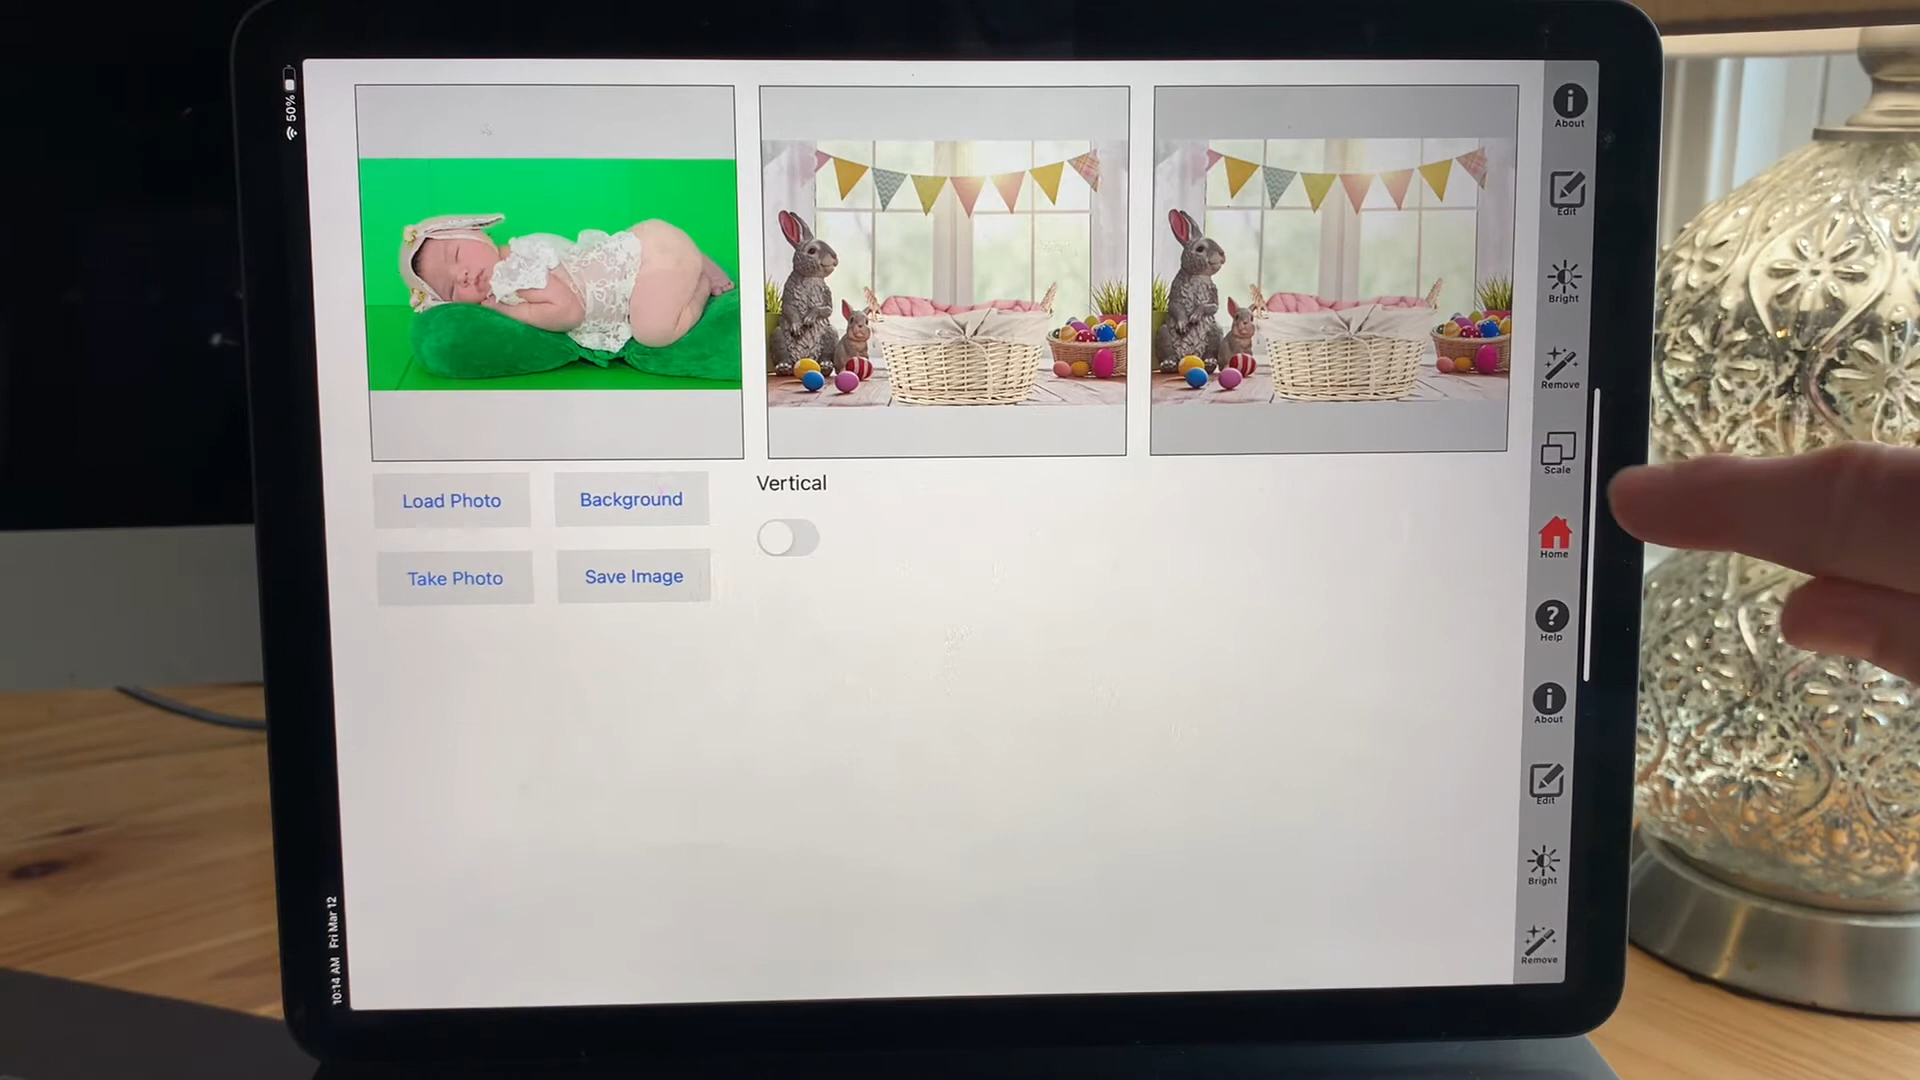 50%
10:14 AM Fri Mar 12
Load Photo
Background
Take Photo
Save Image
Vertical
About
Edit
Bright
Remove
Scale
Home
Help
About
Edit
Bright
Remove